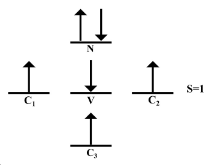 N
C₁ V C₂ S=1
C₃